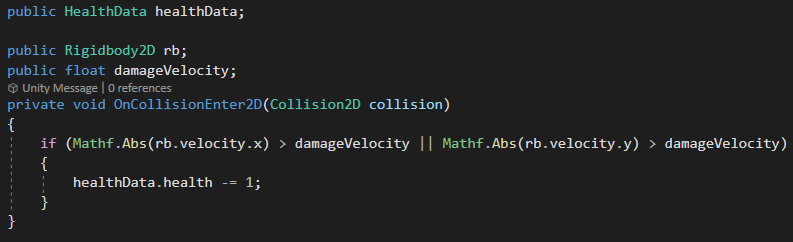 public HealthData healthData;
public Rigidbody2D rb;
public float damageVelocity;
Unity Message | 0 references
private void OnCollisionEnter2D(Collision2D collision)
{
if (Mathf.Abs(rb.velocity.x) > damageVelocity || Mathf.Abs(rb.velocity.y) > damageVelocity)
{
healthData.health -= 1;
}
}